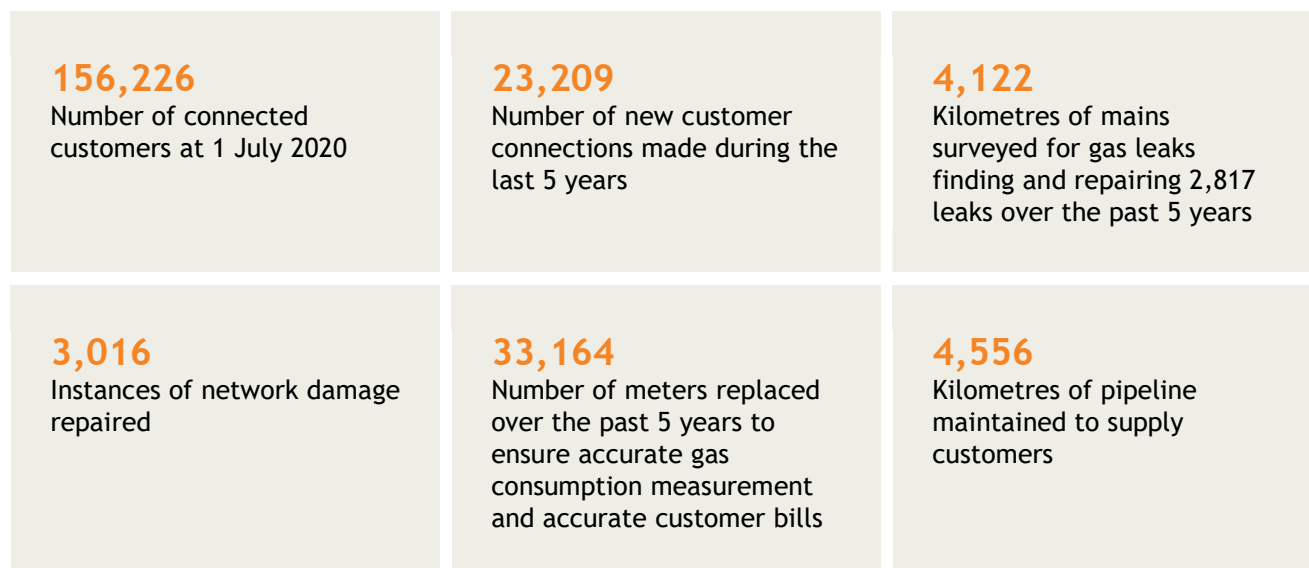 156,226
Number of connected
customers at 1 July 2020
23,209
Number of new customer
connections made during the
last 5 years
4,122
Kilometres of mains
surveyed for gas leaks
finding and repairing 2,817
leaks over the past 5 years
3,016
Instances of network damage
repaired
33,164
Number of meters replaced
over the past 5 years to
ensure accurate gas
consumption measurement
and accurate customer bills
4,556
Kilometres of pipeline
maintained to supply
customers